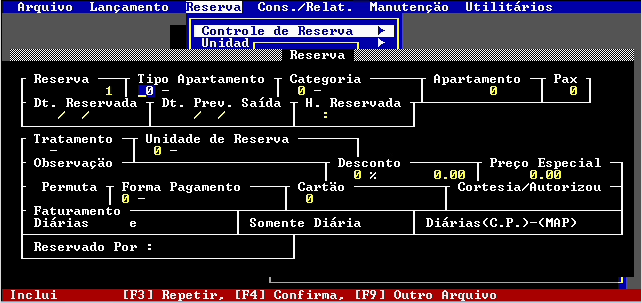 Arquivo Lançamento Reserva Cons./Relat. Manutenção Utilitários
Controle de Reserva
Unidad
Reserva
Reserva Tipo Apartamento Categoria Apartamento Pax
1 0 - 0 - 0 0
Dt. Reservada Dt. Prev. Saída H. Reservada
/ / / / :
Tratamento Unidade de Reserva
- 0 -
Observação Desconto Preço Especial
0 % 0.00 0.00
Permuta Forma Pagamento Cartão Cortesia/Autorizou
0 - 0
Faturamento
Diárias e Somente Diária Diárias(C.P.)-(MAP)
Reservado Por :
Inclui [F3] Repetir, [F4] Confirma, [F9] Outro Arquivo